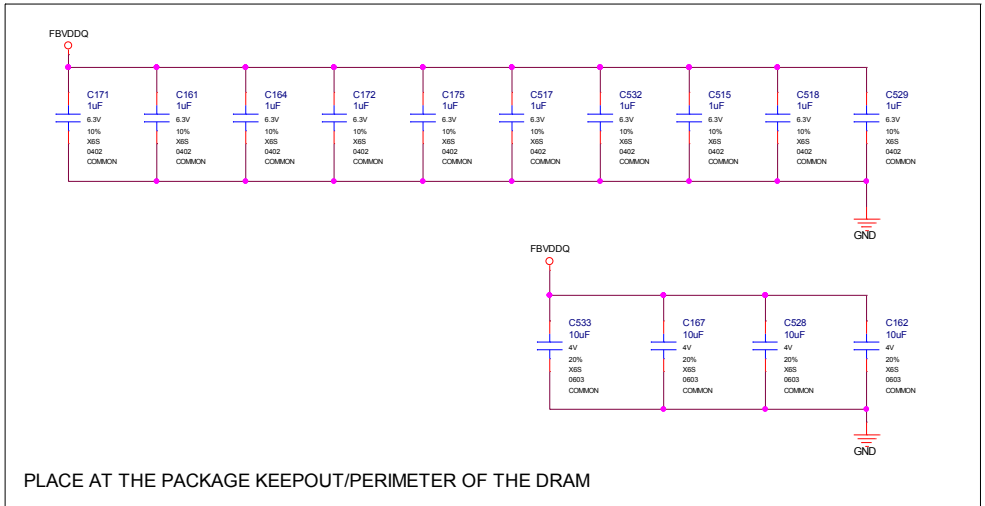 FBVDDQ
C171
1uF
6.3V
10%
X6S
0402
COMMON
C161
1uF
6.3V
10%
X6S
0402
COMMON
C164
1uF
6.3V
10%
X6S
0402
COMMON
C172
1uF
6.3V
10%
X6S
0402
COMMON
C175
1uF
6.3V
10%
X6S
0402
COMMON
C517
1uF
6.3V
10%
X6S
0402
COMMON
C532
1uF
6.3V
10%
X6S
0402
COMMON
C515
1uF
6.3V
10%
X6S
0402
COMMON
C518
1uF
6.3V
10%
X6S
0402
COMMON
C529
1uF
6.3V
10%
X6S
0402
COMMON
GND
FBVDDQ
C533
10uF
4V
20%
X6S
0603
COMMON
C167
10uF
4V
20%
X6S
0603
COMMON
C528
10uF
4V
20%
X6S
0603
COMMON
C162
10uF
4V
20%
X6S
0603
COMMON
GND
PLACE AT THE PACKAGE KEEPOUT/PERIMETER OF THE DRAM